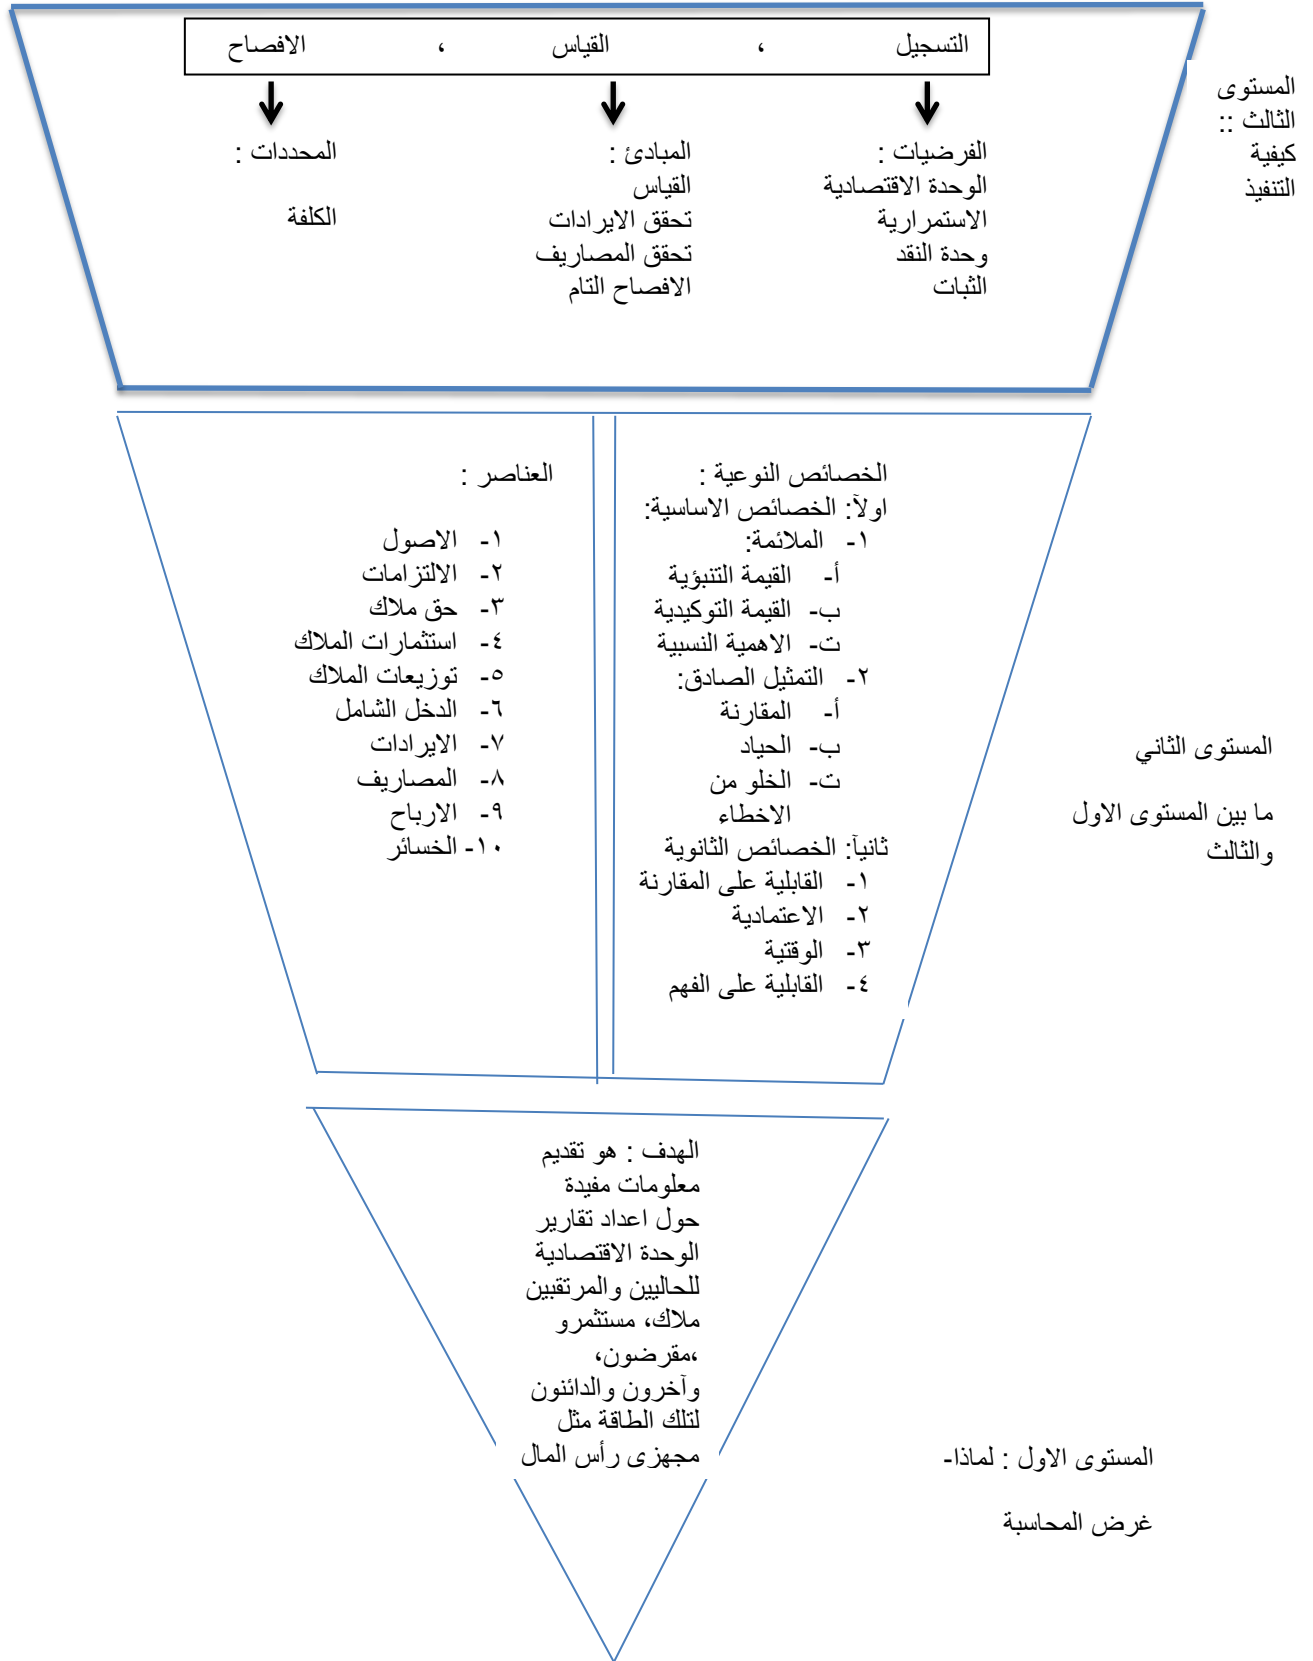 التسجيل ، القياس ، الافصاح
المستوى
الثالث ::
كيفية
التنفيذ
الفرضيات :
الوحدة الاقتصادية
الاستمرارية
وحدة النقد
الثبات
المبادئ :
القياس
تحقق الايرادات
تحقق المصاريف
الافصاح التام
المحددات :
الكلفة
الخصائص النوعية :
اولآ: الخصائص الاساسية:
١- الملائمة:
أ- القيمة التنبؤية
ب- القيمة التوكيدية
ت- الاهمية النسبية
٢- التمثيل الصادق:
أ- المقارنة
ب- الحياد
ت- الخلو من
الاخطاء
ثانيآ: الخصائص الثانوية
١- القابلية على المقارنة
٢- الاعتمادية
٣- الوقتية
٤- القابلية على الفهم
العناصر :
١- الاصول
٢- الالتزامات
٣- حق ملاك
٤- استثمارات الملاك
٥- توزيعات الملاك
٦- الدخل الشامل
٧- الايرادات
٨- المصاريف
٩- الارباح
١٠- الخسائر
المستوى الثاني
ما بين المستوى الاول
والثالث
الهدف : هو تقديم
معلومات مفيدة
حول اعداد تقارير
الوحدة الاقتصادية
للحاليين والمرتقبين
ملاك، مستثمرو
،مقرضون،
وآخرون والدائنون
لتلك الطاقة مثل
مجهزي رأس المال
المستوى الاول : لماذا-
غرض المحاسبة